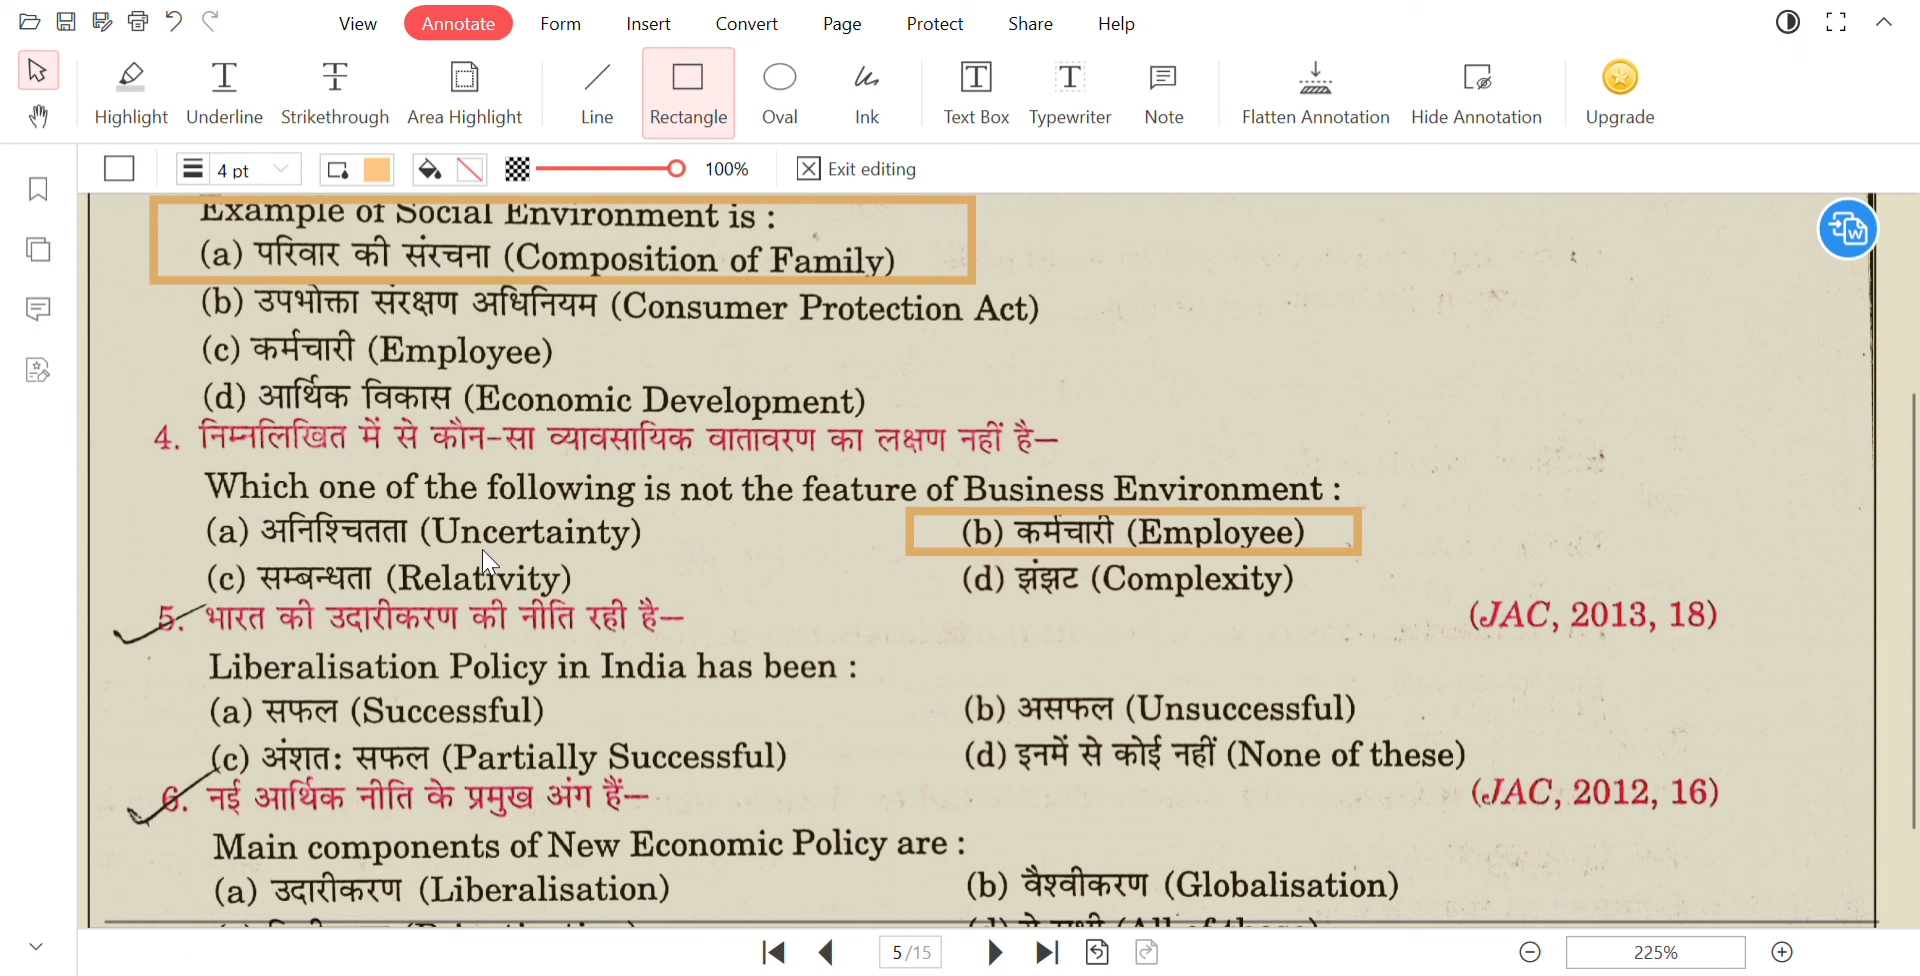 View Annotate Form Insert Convert Page Protect Share Help
Highlight Underline Strikethrough Area Highlight Line Rectangle Oval Ink Text Box Typewriter Note Flatten Annotation Hide Annotation Upgrade
4 pt 100% Exit editing
Example of Social Environment is :
(a) परिवार की संरचना (Composition of Family)
(b) उपभोक्ता संरक्षण अधिनियम (Consumer Protection Act)
(c) कर्मचारी (Employee)
(d) आर्थिक विकास (Economic Development)
4. निम्नलिखित में से कौन-सा व्यावसायिक वातावरण का लक्षण नहीं है—
Which one of the following is not the feature of Business Environment :
(a) अनिश्चितता (Uncertainty) (b) कर्मचारी (Employee)
(c) सम्बन्धता (Relativity) (d) झंझट (Complexity)
5. भारत की उदारीकरण की नीति रही है— (JAC, 2013, 18)
Liberalisation Policy in India has been :
(a) सफल (Successful) (b) असफल (Unsuccessful)
(c) अंशत: सफल (Partially Successful) (d) इनमें से कोई नहीं (None of these)
6. नई आर्थिक नीति के प्रमुख अंग हैं— (JAC, 2012, 16)
Main components of New Economic Policy are :
(a) उदारीकरण (Liberalisation) (b) वैश्वीकरण (Globalisation)
5 /15 225%